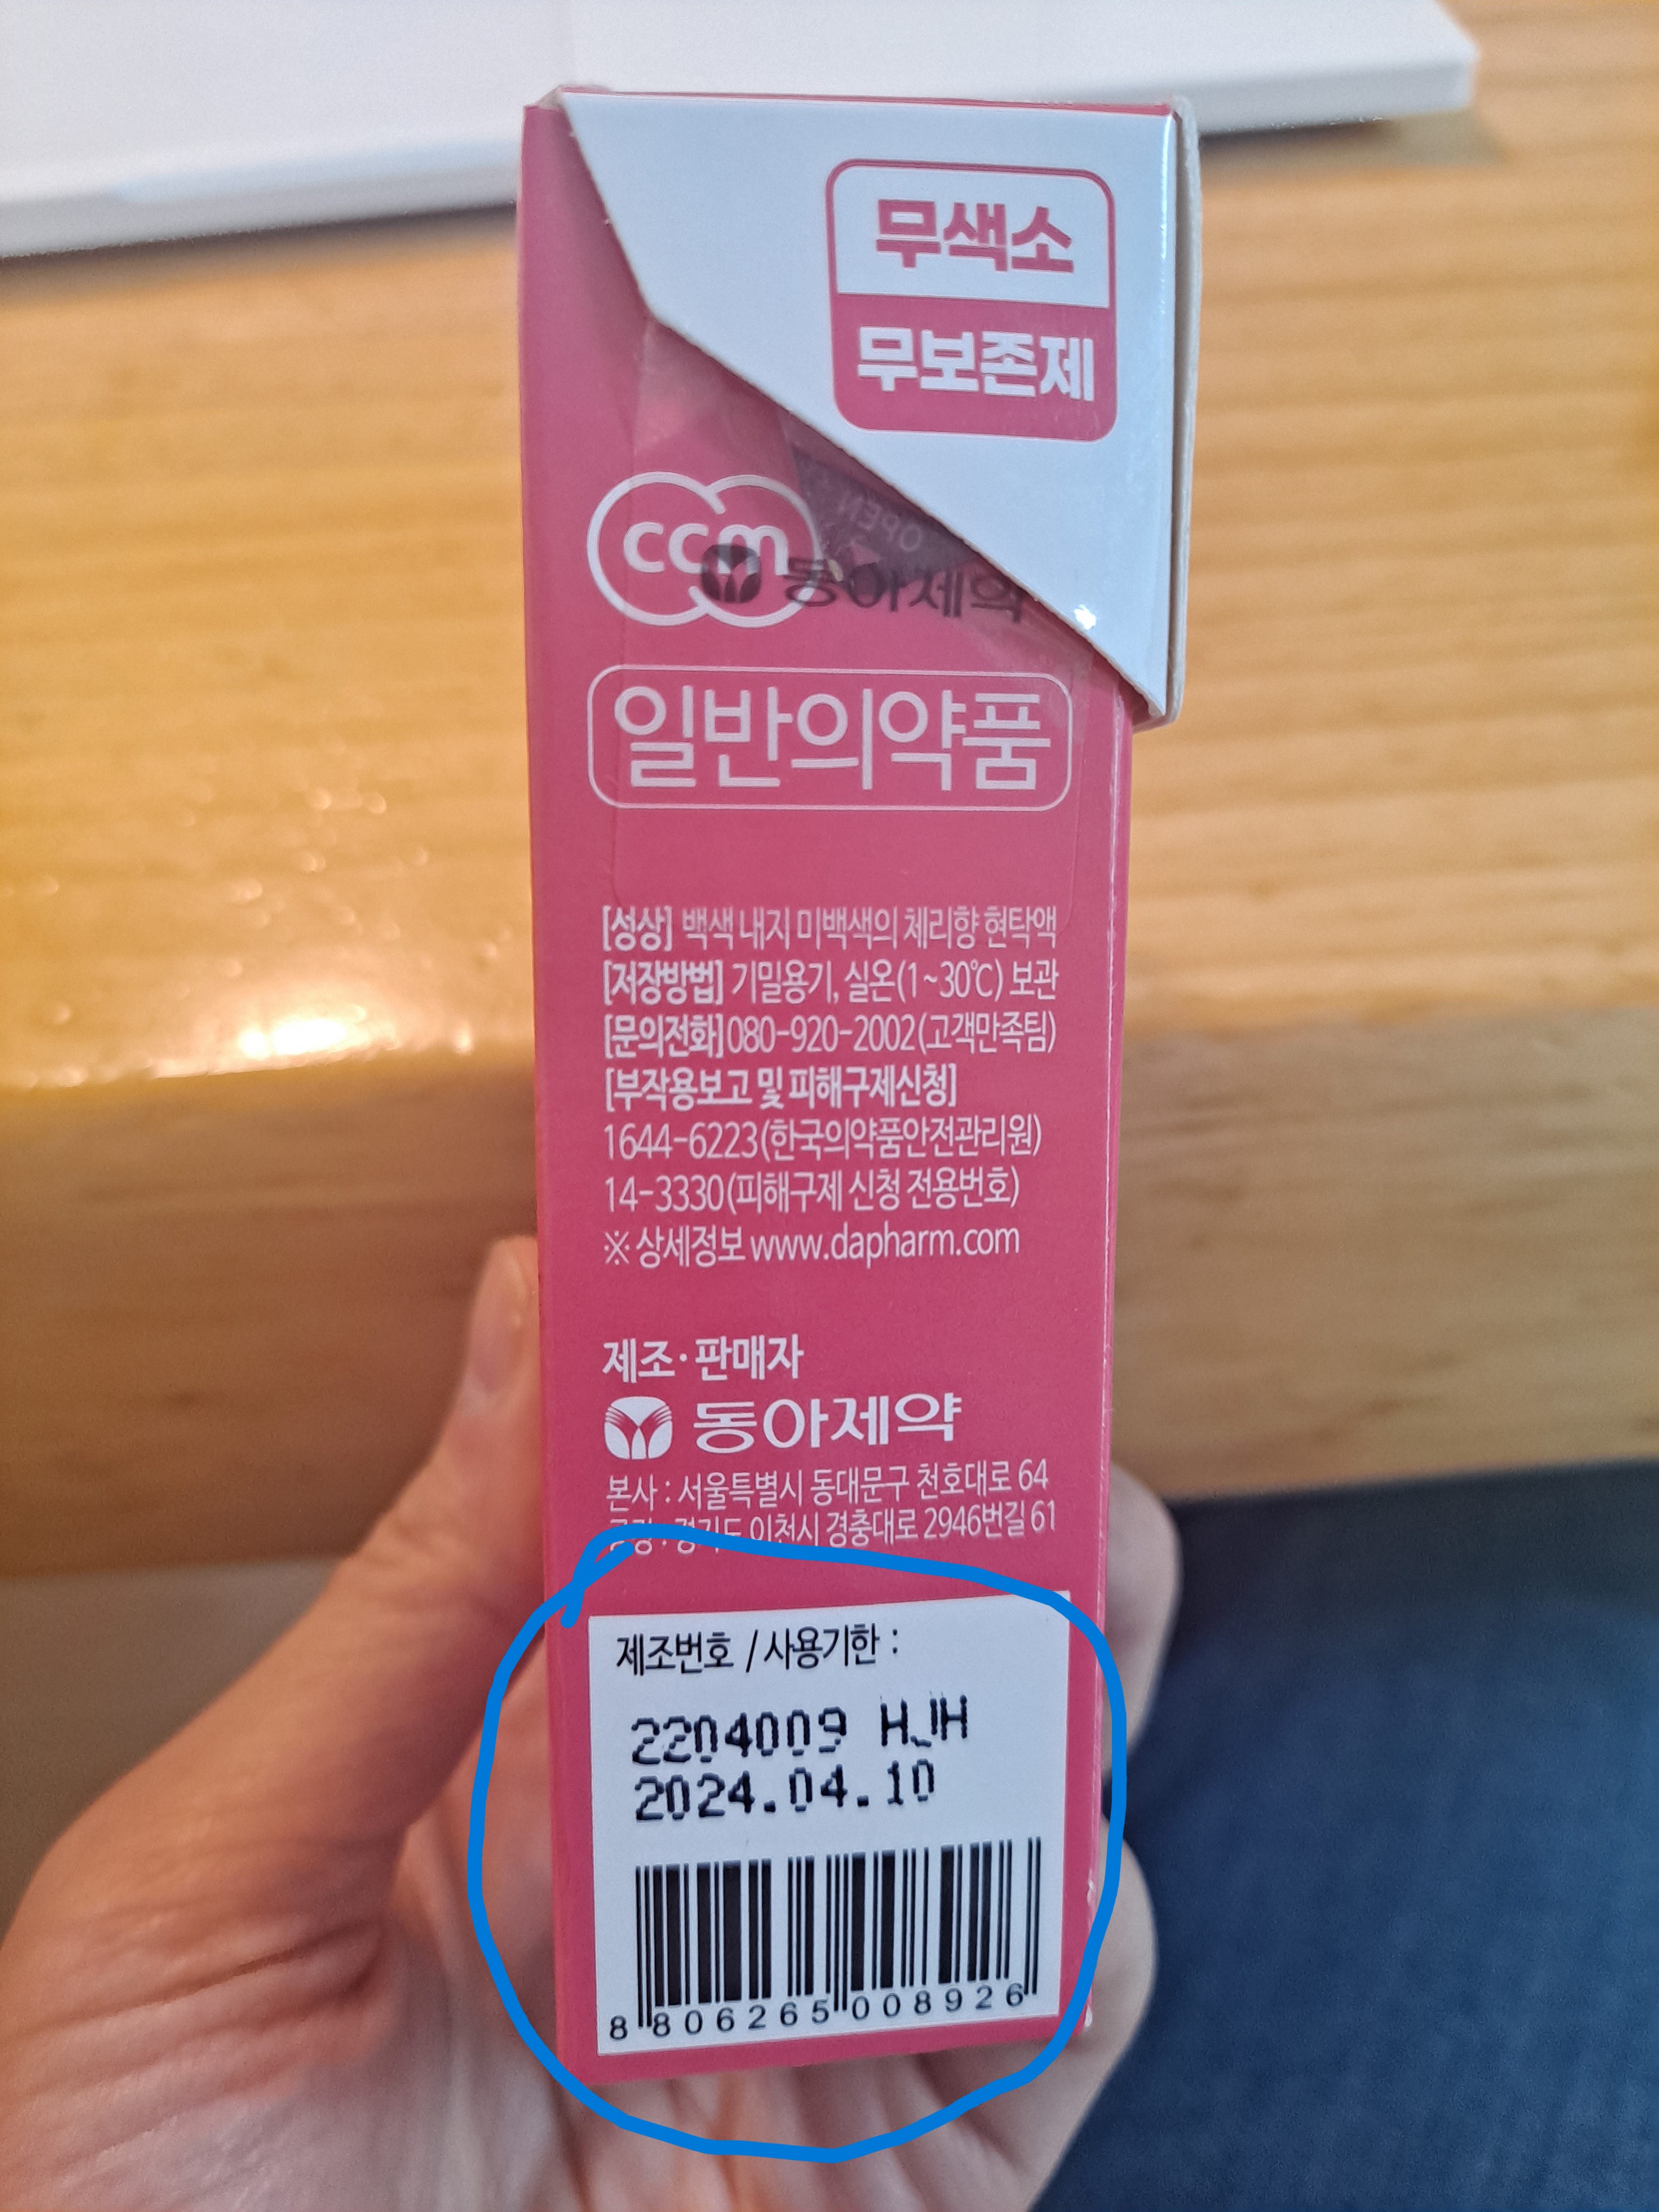 무색소
무보존제
OPEN
ccm
동아제약
일반의약품
[성상] 백색 내지 미백색의 체리향 현탁액
[저장방법] 기밀용기, 실온(1~30℃) 보관
[문의전화] 080-920-2002(고객만족팀)
[부작용보고 및 피해구제신청]
1644-6223(한국의약품안전관리원)
14-3330(피해구제 신청 전용번호)
※ 상세정보 www.dapharm.com
제조·판매자
동아제약
본사 : 서울특별시 동대문구 천호대로 64
공장 : 경기도 이천시 경충대로 2946번길 61
제조번호 / 사용기한 :
2204009 HJH
2024.04.10
8 806265 008926